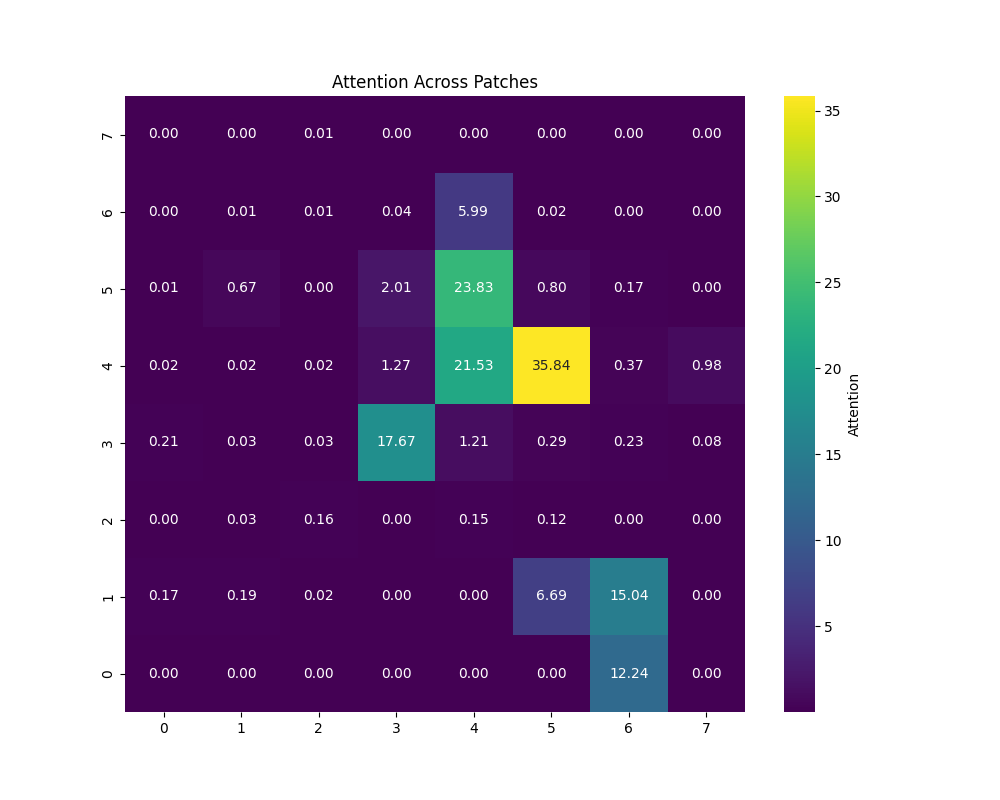 Attention Across Patches
7 0.00 0.00 0.01 0.00 0.00 0.00 0.00 0.00
6 0.00 0.01 0.01 0.04 5.99 0.02 0.00 0.00
5 0.01 0.67 0.00 2.01 23.83 0.80 0.17 0.00
4 0.02 0.02 0.02 1.27 21.53 35.84 0.37 0.98
3 0.21 0.03 0.03 17.67 1.21 0.29 0.23 0.08
2 0.00 0.03 0.16 0.00 0.15 0.12 0.00 0.00
1 0.17 0.19 0.02 0.00 0.00 6.69 15.04 0.00
0 0.00 0.00 0.00 0.00 0.00 0.00 12.24 0.00
0 1 2 3 4 5 6 7
35
30
25
20
15
10
5
Attention